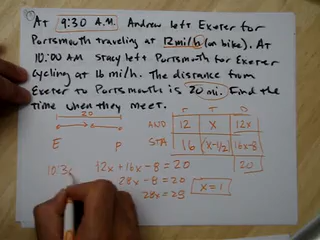 At 9:30 A.M. Andrew left Exeter for
Portsmouth traveling at 12mi/h (on bike). At
10:00 AM Stacy left Portsmouth for Exeter
cycling at 16 mi/h. The distance from
Exeter to Portsmouth is 20 mi. Find the
time when they meet.
20
E P
r T D
AND 12 X 12x
STA 16 (x-1/2) 16x-8
20
12x + 16x - 8 = 20
28x - 8 = 20
28x = 28
x = 1
10:30